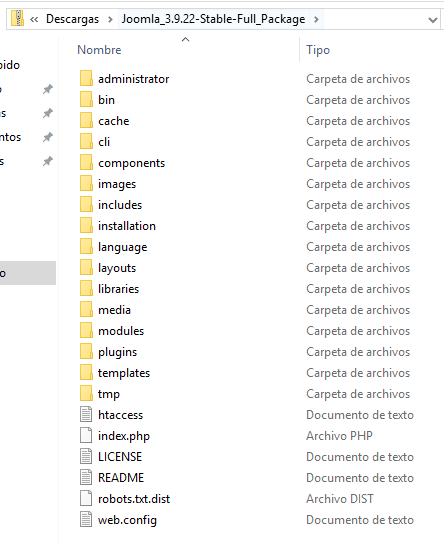 « Descargas › Joomla_3.9.22-Stable-Full_Package ›
Nombre Tipo
administrator Carpeta de archivos
bin Carpeta de archivos
cache Carpeta de archivos
cli Carpeta de archivos
components Carpeta de archivos
images Carpeta de archivos
includes Carpeta de archivos
installation Carpeta de archivos
language Carpeta de archivos
layouts Carpeta de archivos
libraries Carpeta de archivos
media Carpeta de archivos
modules Carpeta de archivos
plugins Carpeta de archivos
templates Carpeta de archivos
tmp Carpeta de archivos
htaccess Documento de texto
index.php Archivo PHP
LICENSE Documento de texto
README Documento de texto
robots.txt.dist Archivo DIST
web.config Documento de texto
pido
o
as
ntos
s
o